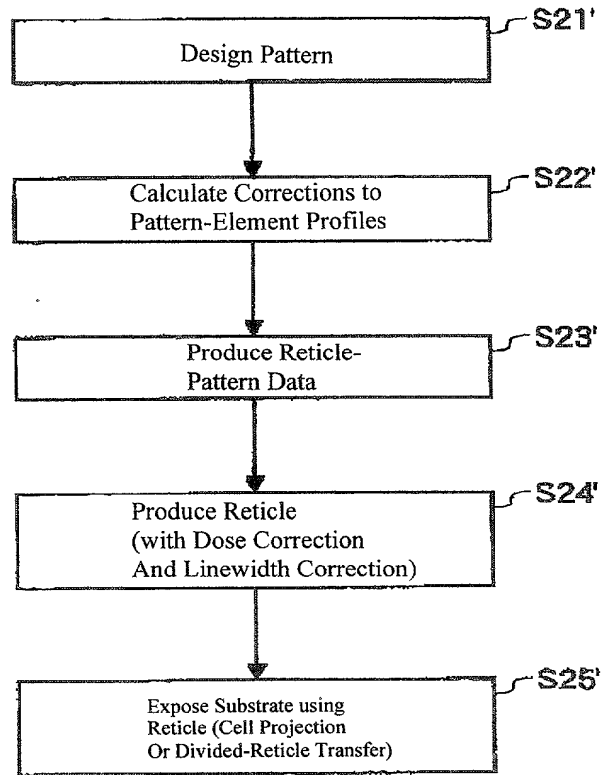 S21'
Design Pattern
S22'
Calculate Corrections to
Pattern-Element Profiles
S23'
Produce Reticle-
Pattern Data
S24'
Produce Reticle
(with Dose Correction
And Linewidth Correction)
S25'
Expose Substrate using
Reticle (Cell Projection
Or Divided-Reticle Transfer)